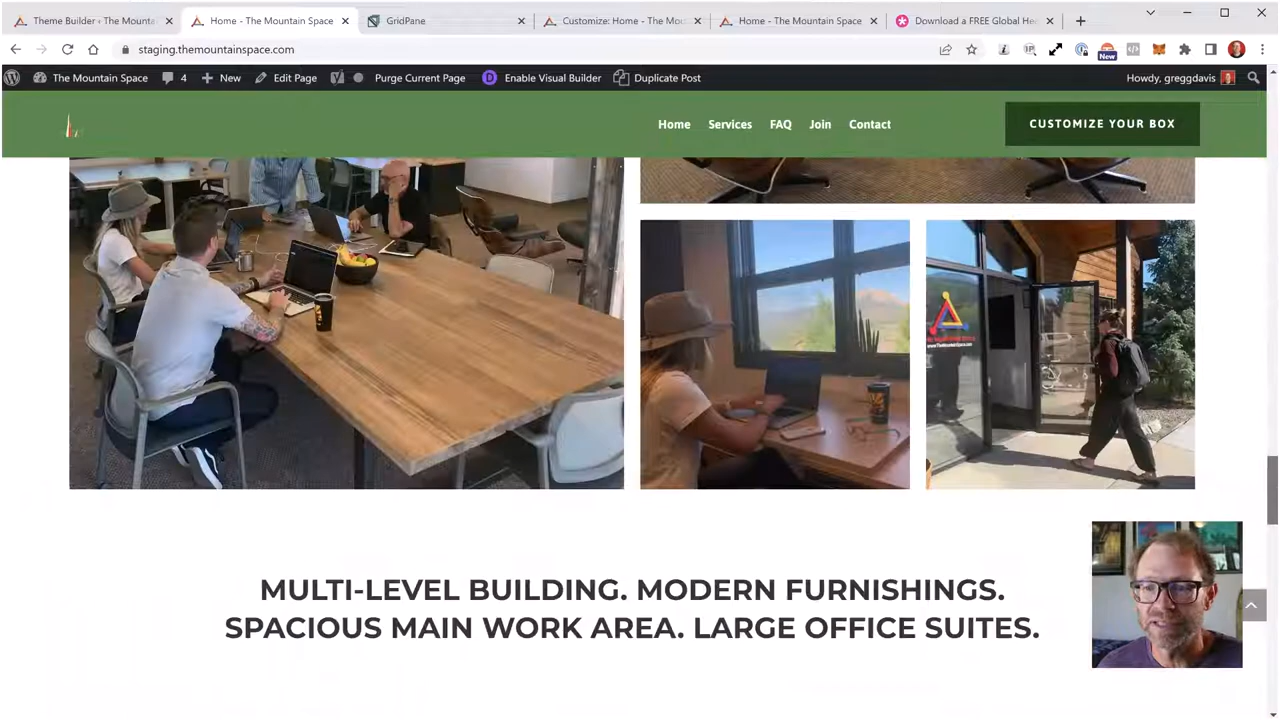 Theme Builder ‹ The Mounta
Home - The Mountain Space
GridPane
Customize: Home - The Mou
Home - The Mountain Space
Download a FREE Global He
staging.themountainspace.com
New
The Mountain Space
4
New
Edit Page
Purge Current Page
D
Enable Visual Builder
Duplicate Post
Howdy, greggdavis
Home
Services
FAQ
Join
Contact
CUSTOMIZE YOUR BOX
MULTI-LEVEL BUILDING. MODERN FURNISHINGS.
SPACIOUS MAIN WORK AREA. LARGE OFFICE SUITES.